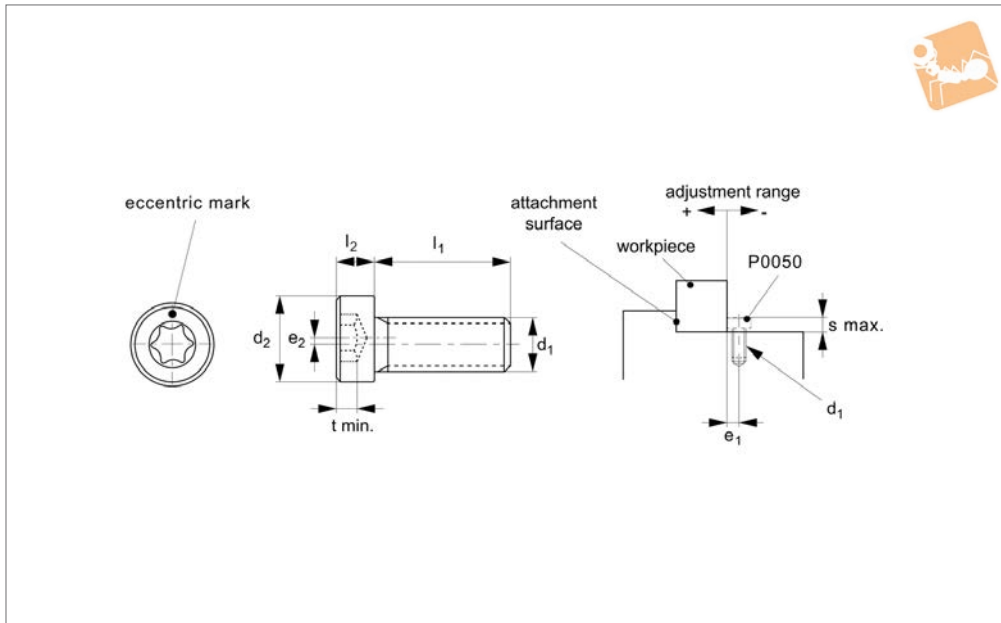 eccentric mark
l2
l1
d2
e2
d1
t min.
adjustment range
+
-
attachment
surface
workpiece
P0050
s max.
d1
e1